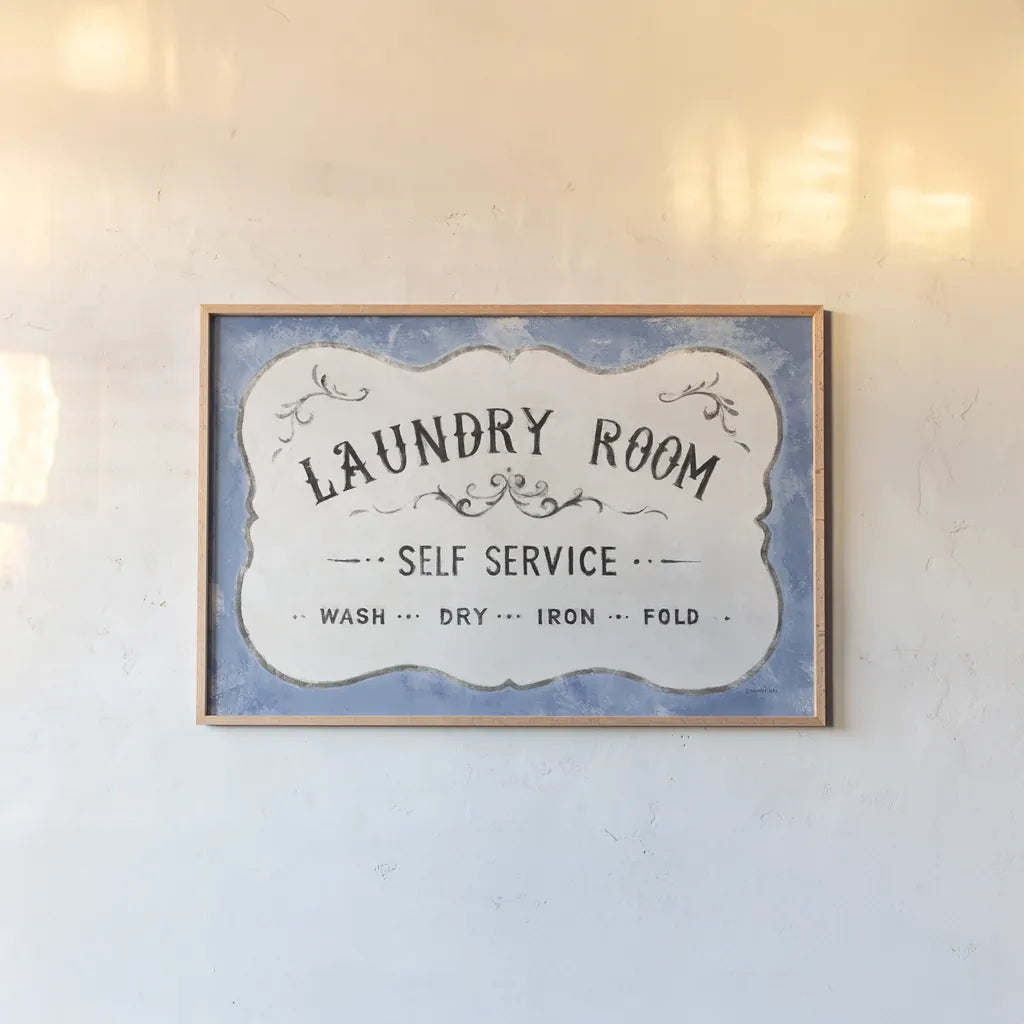 LAUNDRY ROOM
SELF SERVICE
WASH ··· DRY ··· IRON ··· FOLD